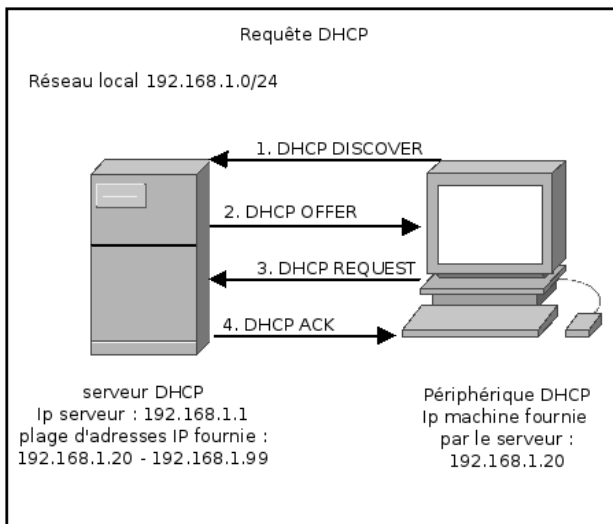 Requête DHCP
Réseau local 192.168.1.0/24
1. DHCP DISCOVER
2. DHCP OFFER
3. DHCP REQUEST
4. DHCP ACK
serveur DHCP
Ip serveur : 192.168.1.1
plage d'adresses IP fournie :
192.168.1.20 - 192.168.1.99
Périphérique DHCP
Ip machine fournie
par le serveur :
192.168.1.20